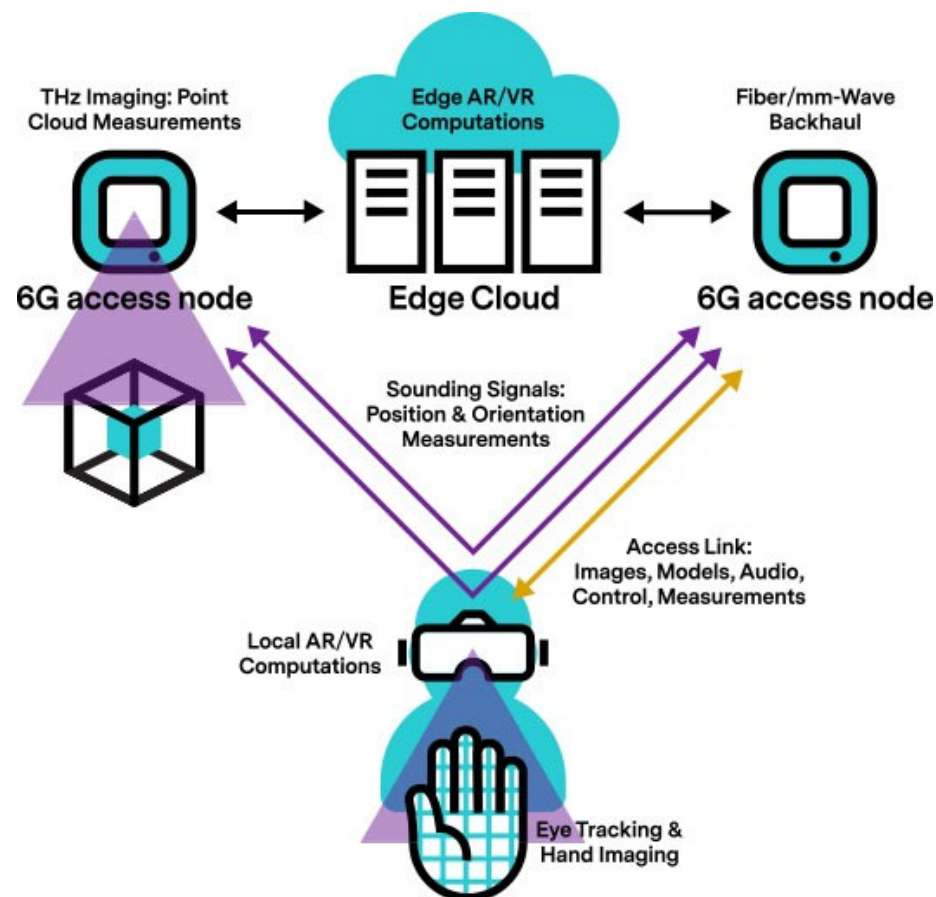 THz Imaging: Point
Cloud Measurements
Edge AR/VR
Computations
Fiber/mm-Wave
Backhaul
6G access node
Edge Cloud
6G access node
Sounding Signals:
Position & Orientation
Measurements
Access Link:
Images, Models, Audio,
Control, Measurements
Local AR/VR
Computations
Eye Tracking &
Hand Imaging